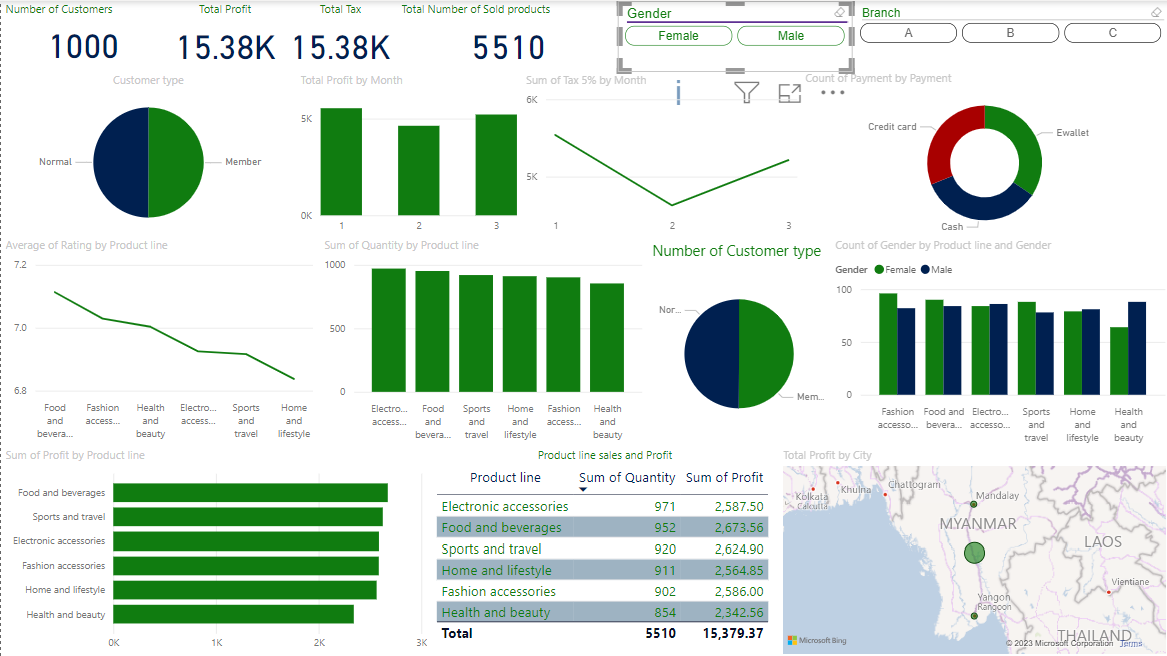 Number of Customers
Total Profit
Total Tax
Total Number of Sold products
1000
15.38K
15.38K
5510
Gender
Female
Male
Branch
A
B
C
Customer type
Normal
Member
Total Profit by Month
5K
0K
1
2
3
Sum of Tax 5% by Month
6K
5K
1
2
3
Count of Payment by Payment
Credit card
Ewallet
Cash
Average of Rating by Product line
7.2
7.0
6.8
Food and bevera...
Fashion access...
Health and beauty
Electro... access...
Sports and travel
Home and lifestyle
Sum of Quantity by Product line
1000
500
0
Electro... access...
Food and bevera...
Sports and travel
Home and lifestyle
Fashion access...
Health and beauty
Number of Customer type
Nor...
Mem...
Count of Gender by Product line and Gender
Gender Female Male
100
50
0
Fashion accesso...
Food and bevera...
Electro... accesso...
Sports and travel
Home and lifestyle
Health and beauty
Sum of Profit by Product line
Food and beverages
Sports and travel
Electronic accessories
Fashion accessories
Home and lifestyle
Health and beauty
0K 1K 2K 3K
Product line sales and Profit
Product line Sum of Quantity Sum of Profit
Electronic accessories 971 2,587.50
Food and beverages 952 2,673.56
Sports and travel 920 2,624.90
Home and lifestyle 911 2,564.85
Fashion accessories 902 2,586.00
Health and beauty 854 2,342.56
Total 5510 15,379.37
Total Profit by City
Kolkata
Calcutta
Khulna
Chattogram
Mandalay
MYANMAR
LAOS
Vientiane
Yangon
Rangoon
THAILAND
Microsoft Bing
© 2023 Microsoft Corporation Terms